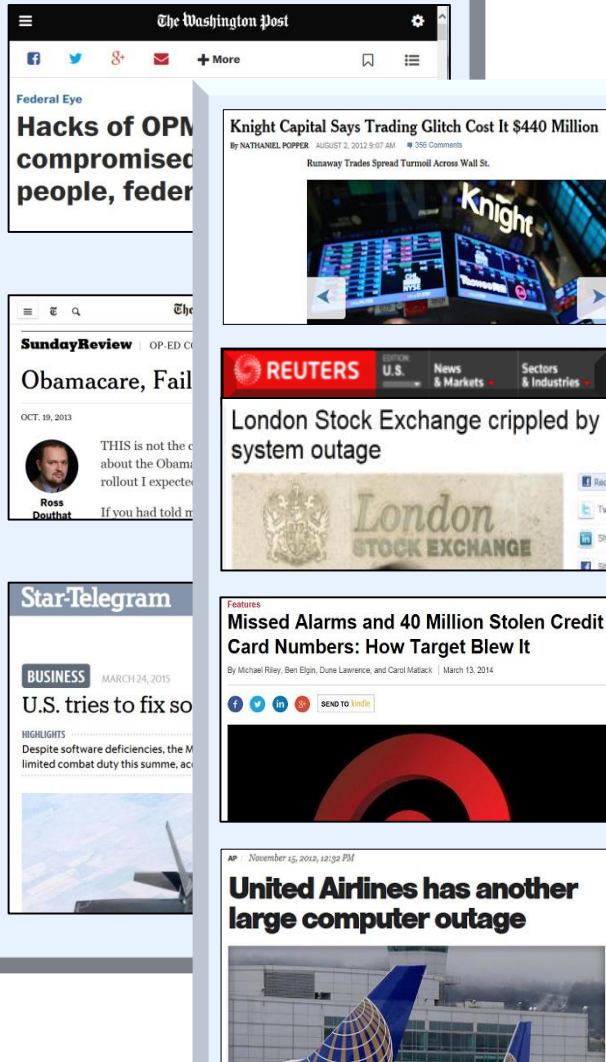 The Washington Post
+ More
Federal Eye
Hacks of OPM
compromised
people, feder
SundayReview | OP-ED
Obamacare, Fail
OCT. 19, 2013
THIS is not the
about the Obama
rollout I expected
Ross
Douthat
If you had told
Star-Telegram
BUSINESS MARCH 24, 2015
U.S. tries to fix so
HIGHLIGHTS
Despite software deficiencies, the M
limited combat duty this summe, acc
Knight Capital Says Trading Glitch Cost It $440 Million
By NATHANIEL POPPER AUGUST 2, 2012 9:07 AM 356 Comments
Runaway Trades Spread Turmoil Across Wall St.
Knight
REUTERS
EDITION:
U.S.
News
& Markets
Sectors
& Industries
London Stock Exchange crippled by
system outage
London
STOCK EXCHANGE
Features
Missed Alarms and 40 Million Stolen Credit
Card Numbers: How Target Blew It
By Michael Riley, Ben Elgin, Dune Lawrence, and Carol Matlack | March 13, 2014
SEND TO kindle
AP / November 15, 2012, 12:32 PM
United Airlines has another
large computer outage